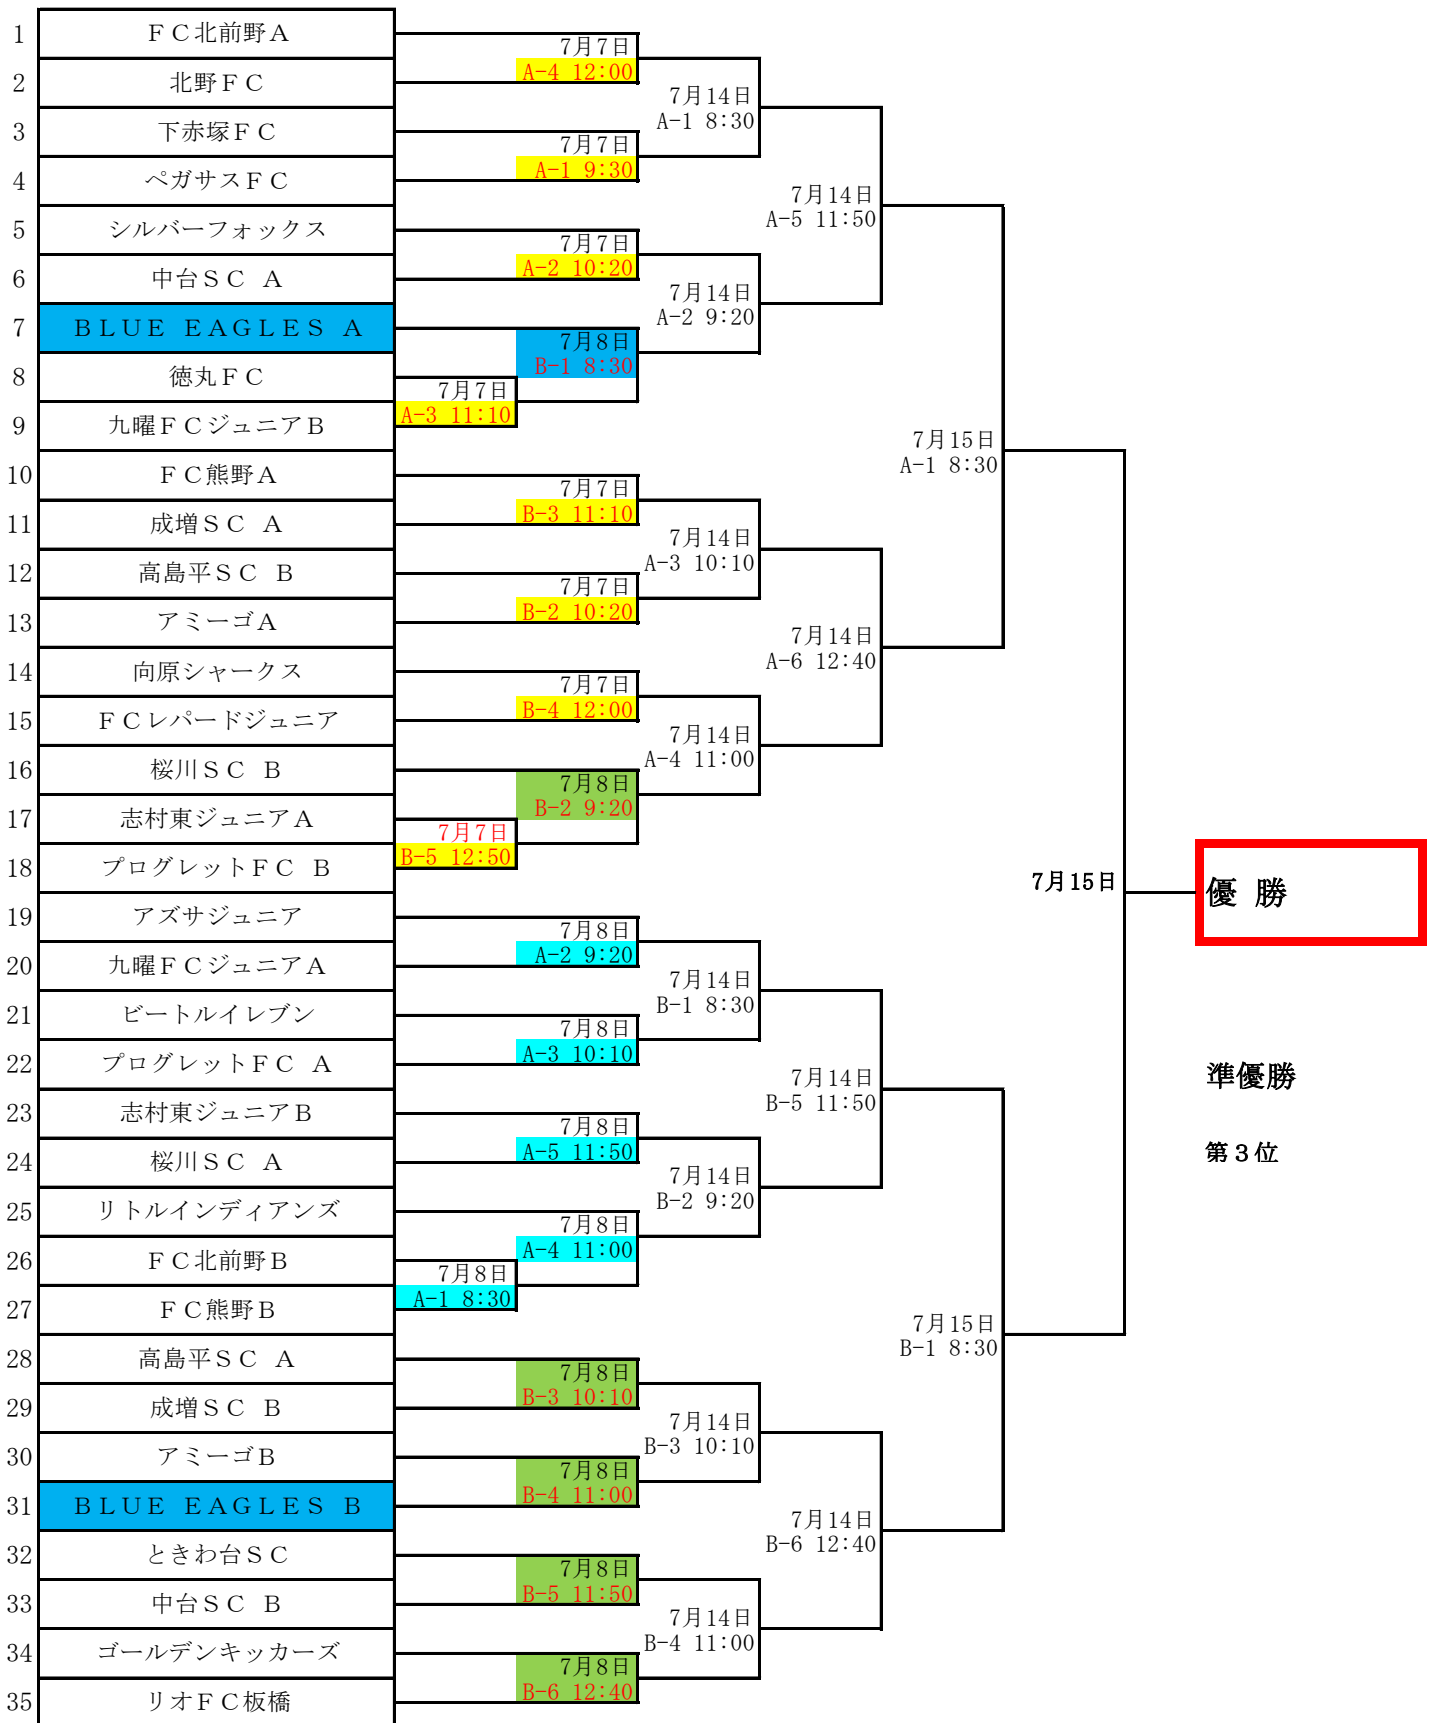 1 ＦＣ北前野Ａ
7月7日
A-4 12:00
2 北野ＦＣ
7月14日
A-1 8:30
3 下赤塚ＦＣ
7月7日
A-1 9:30
4 ペガサスＦＣ
7月14日
A-5 11:50
5 シルバーフォックス
7月7日
A-2 10:20
6 中台ＳＣ Ａ
7月14日
A-2 9:20
7 ＢＬＵＥ ＥＡＧＬＥＳ Ａ
7月8日
B-1 8:30
8 徳丸ＦＣ
7月7日
A-3 11:10
9 九曜ＦＣジュニアＢ
7月15日
A-1 8:30
10 ＦＣ熊野Ａ
7月7日
B-3 11:10
11 成増ＳＣ Ａ
7月14日
A-3 10:10
12 高島平ＳＣ Ｂ
7月7日
B-2 10:20
13 アミーゴＡ
7月14日
A-6 12:40
14 向原シャークス
7月7日
B-4 12:00
15 ＦＣレパードジュニア
7月14日
A-4 11:00
16 桜川ＳＣ Ｂ
7月8日
B-2 9:20
17 志村東ジュニアＡ
7月7日
B-5 12:50
18 プログレットＦＣ Ｂ
7月15日
優 勝
19 アズサジュニア
7月8日
A-2 9:20
20 九曜ＦＣジュニアＡ
7月14日
B-1 8:30
21 ビートルイレブン
7月8日
A-3 10:10
22 プログレットＦＣ Ａ
7月14日
B-5 11:50
準優勝
23 志村東ジュニアＢ
7月8日
A-5 11:50
第３位
24 桜川ＳＣ Ａ
7月14日
B-2 9:20
25 リトルインディアンズ
7月8日
A-4 11:00
26 ＦＣ北前野Ｂ
7月8日
A-1 8:30
27 ＦＣ熊野Ｂ
7月15日
B-1 8:30
28 高島平ＳＣ Ａ
7月8日
B-3 10:10
29 成増ＳＣ Ｂ
7月14日
B-3 10:10
30 アミーゴＢ
7月8日
B-4 11:00
31 ＢＬＵＥ ＥＡＧＬＥＳ Ｂ
7月14日
B-6 12:40
32 ときわ台ＳＣ
7月8日
B-5 11:50
33 中台ＳＣ Ｂ
7月14日
B-4 11:00
34 ゴールデンキッカーズ
7月8日
B-6 12:40
35 リオＦＣ板橋